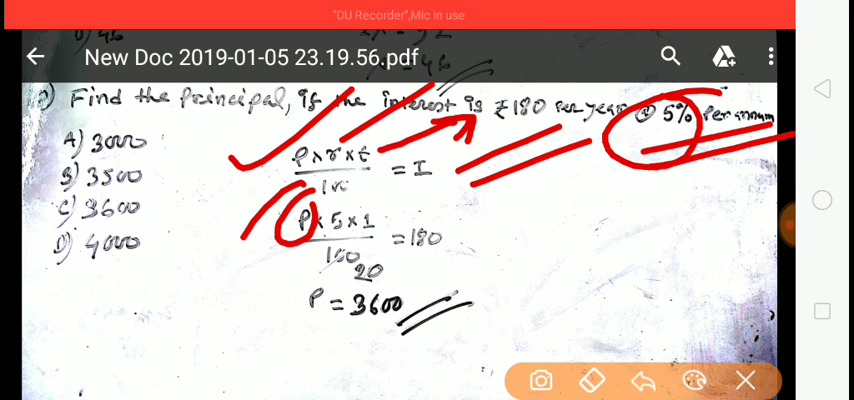 "DU Recorder",Mic in use
New Doc 2019-01-05 23.19.56.pdf
Find the Principal, if the interest is ₹180 Per year @ 5% Per annum
A) 3000
B) 3500
C) 3600
D) 4000
P×r×t
100
= I
P×5×1
100
= 180
20
P = 3600